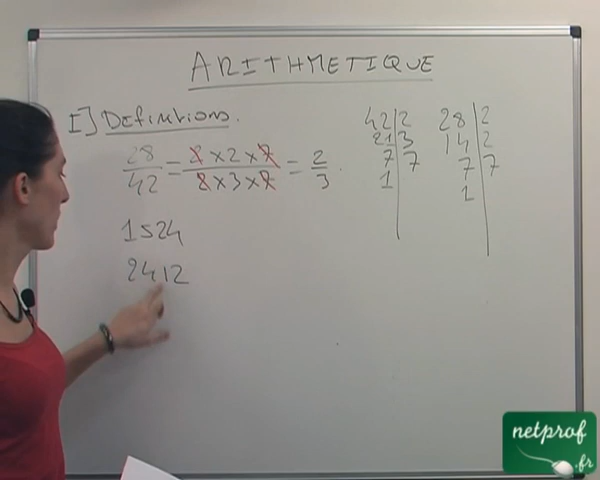 ARITHMETIQUE
I] Définitions.
28/42 = 2×2×7/2×3×7 = 2/3.
1524
2412
42|2
21|3
7|7
1|
28|2
14|2
7|7
1|
netprof
.fr